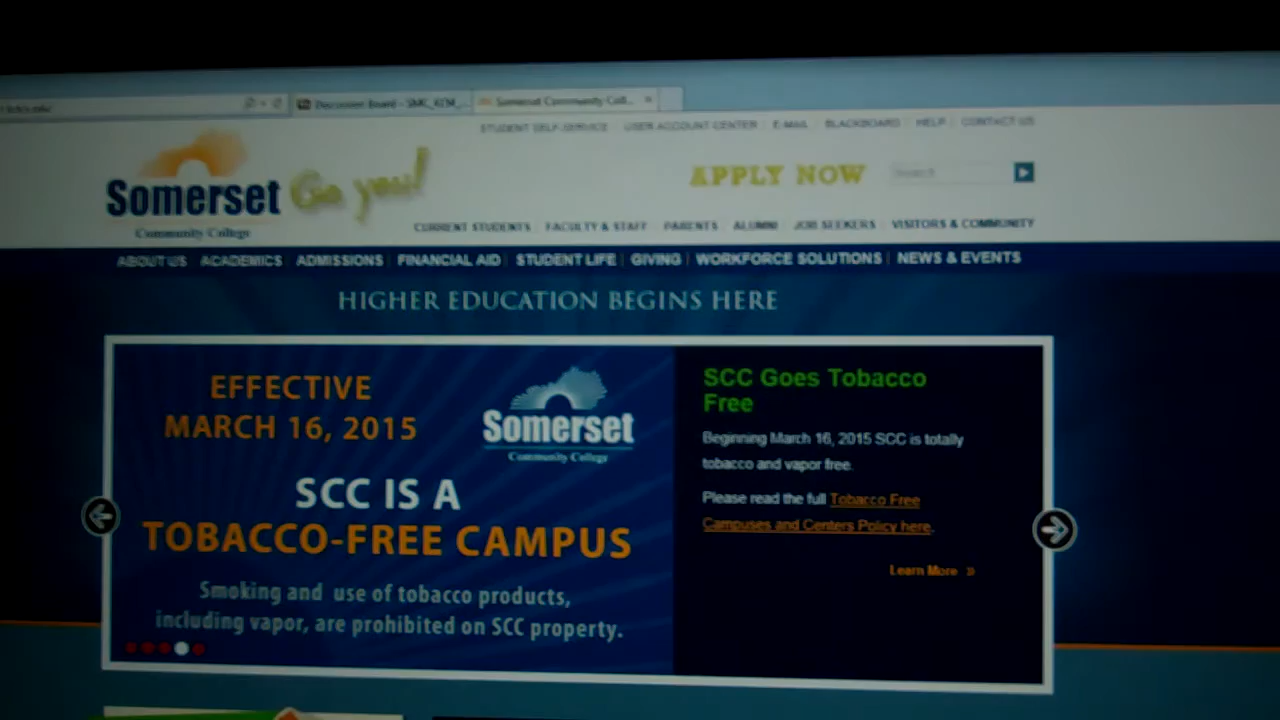 Discussion Board - SMC_KCM_...
Somerset Community Coll...
STUDENT SELF-SERVICE USER ACCOUNT CENTER E-MAIL BLACKBOARD HELP CONTACT US
Somerset Go you!
Community College
APPLY NOW
Search
CURRENT STUDENTS FACULTY & STAFF PARENTS ALUMNI JOB SEEKERS VISITORS & COMMUNITY
ABOUT US ACADEMICS ADMISSIONS FINANCIAL AID STUDENT LIFE GIVING WORKFORCE SOLUTIONS NEWS & EVENTS
HIGHER EDUCATION BEGINS HERE
EFFECTIVE
MARCH 16, 2015
Somerset
Community College
SCC IS A
TOBACCO-FREE CAMPUS
Smoking and use of tobacco products,
including vapor, are prohibited on SCC property.
SCC Goes Tobacco
Free
Beginning March 16, 2015 SCC is totally
tobacco and vapor free.
Please read the full Tobacco Free
Campuses and Centers Policy here.
Learn More »